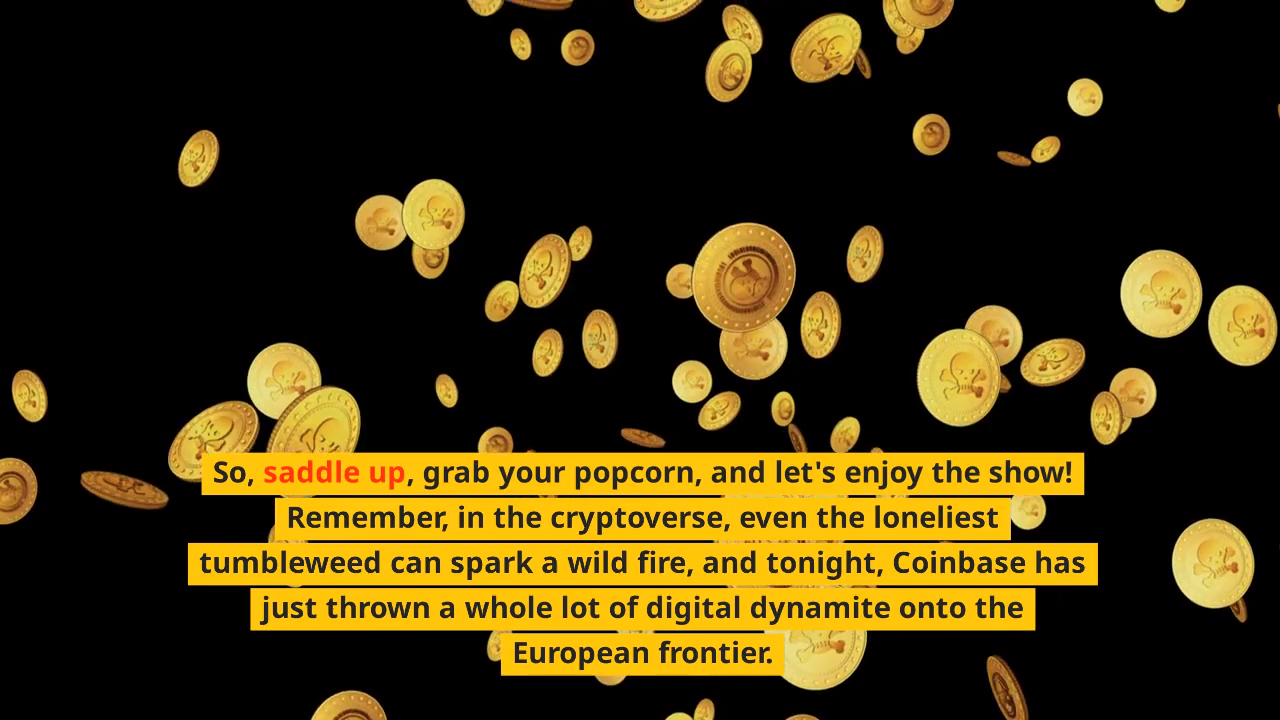 So, saddle up, grab your popcorn, and let's enjoy the show!
Remember, in the cryptoverse, even the loneliest
tumbleweed can spark a wild fire, and tonight, Coinbase has
just thrown a whole lot of digital dynamite onto the
European frontier.